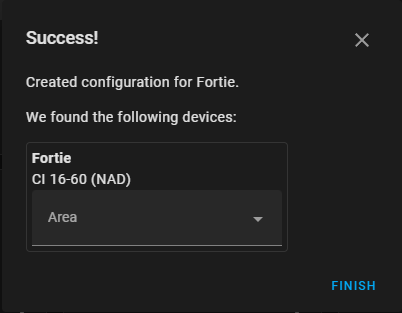 Success!
Created configuration for Fortie.
We found the following devices:
Fortie
CI 16-60 (NAD)
Area
FINISH